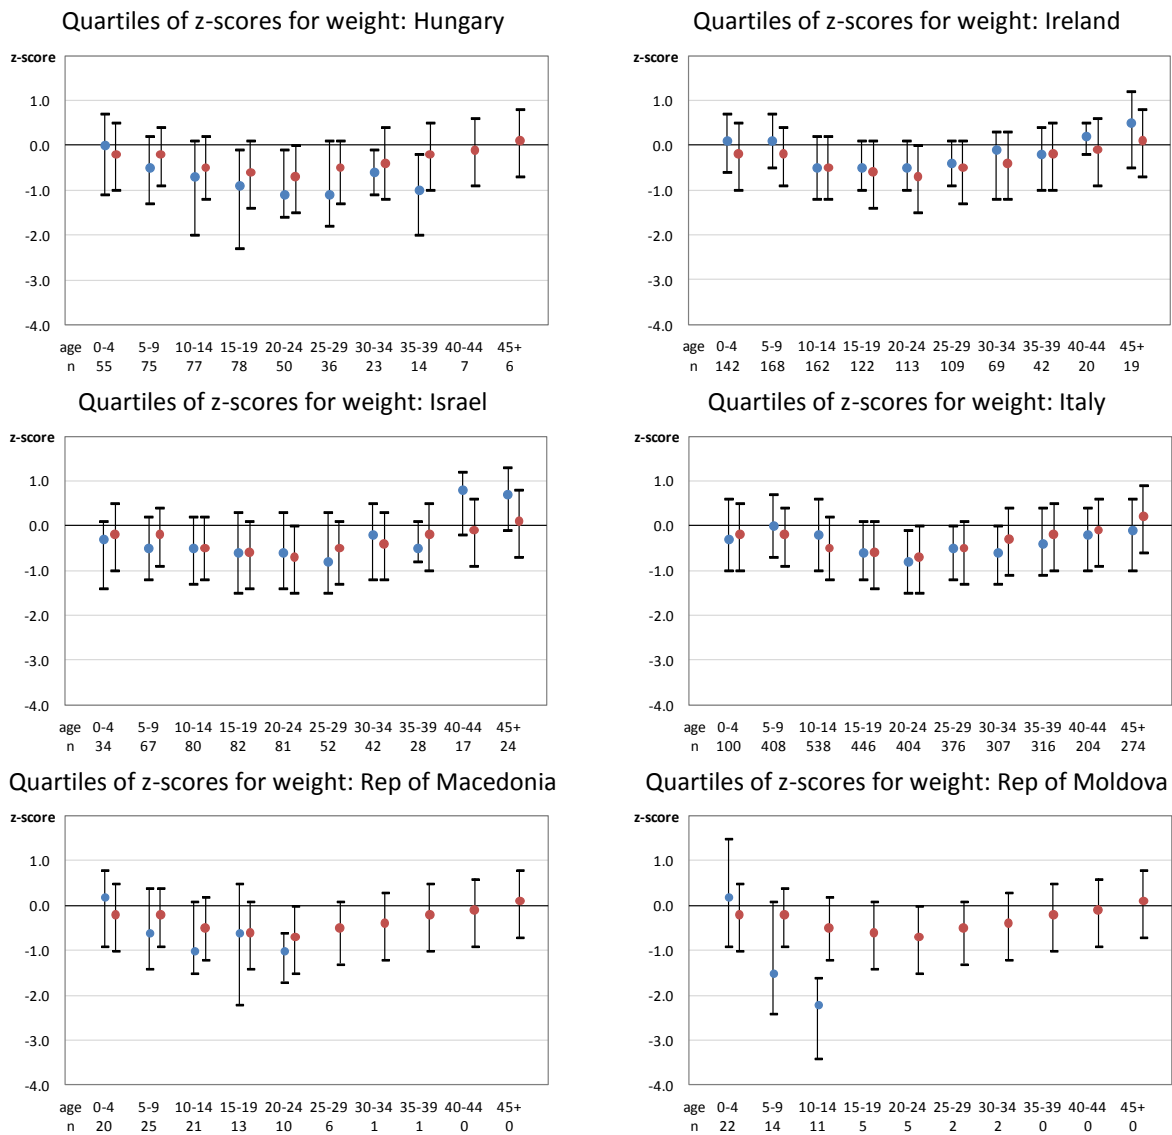 Quartiles of z-scores for weight: Hungary
z-score
1.0
0.0
-1.0
-2.0
-3.0
-4.0
age 0-4 5-9 10-14 15-19 20-24 25-29 30-34 35-39 40-44 45+
n 55 75 77 78 50 36 23 14 7 6
Quartiles of z-scores for weight: Ireland
z-score
1.0
0.0
-1.0
-2.0
-3.0
-4.0
age 0-4 5-9 10-14 15-19 20-24 25-29 30-34 35-39 40-44 45+
n 142 168 162 122 113 109 69 42 20 19
Quartiles of z-scores for weight: Israel
z-score
1.0
0.0
-1.0
-2.0
-3.0
-4.0
age 0-4 5-9 10-14 15-19 20-24 25-29 30-34 35-39 40-44 45+
n 34 67 80 82 81 52 42 28 17 24
Quartiles of z-scores for weight: Italy
z-score
1.0
0.0
-1.0
-2.0
-3.0
-4.0
age 0-4 5-9 10-14 15-19 20-24 25-29 30-34 35-39 40-44 45+
n 100 408 538 446 404 376 307 316 204 274
Quartiles of z-scores for weight: Rep of Macedonia
z-score
1.0
0.0
-1.0
-2.0
-3.0
-4.0
age 0-4 5-9 10-14 15-19 20-24 25-29 30-34 35-39 40-44 45+
n 20 25 21 13 10 6 1 1 0 0
Quartiles of z-scores for weight: Rep of Moldova
z-score
1.0
0.0
-1.0
-2.0
-3.0
-4.0
age 0-4 5-9 10-14 15-19 20-24 25-29 30-34 35-39 40-44 45+
n 22 14 11 5 5 2 2 0 0 0